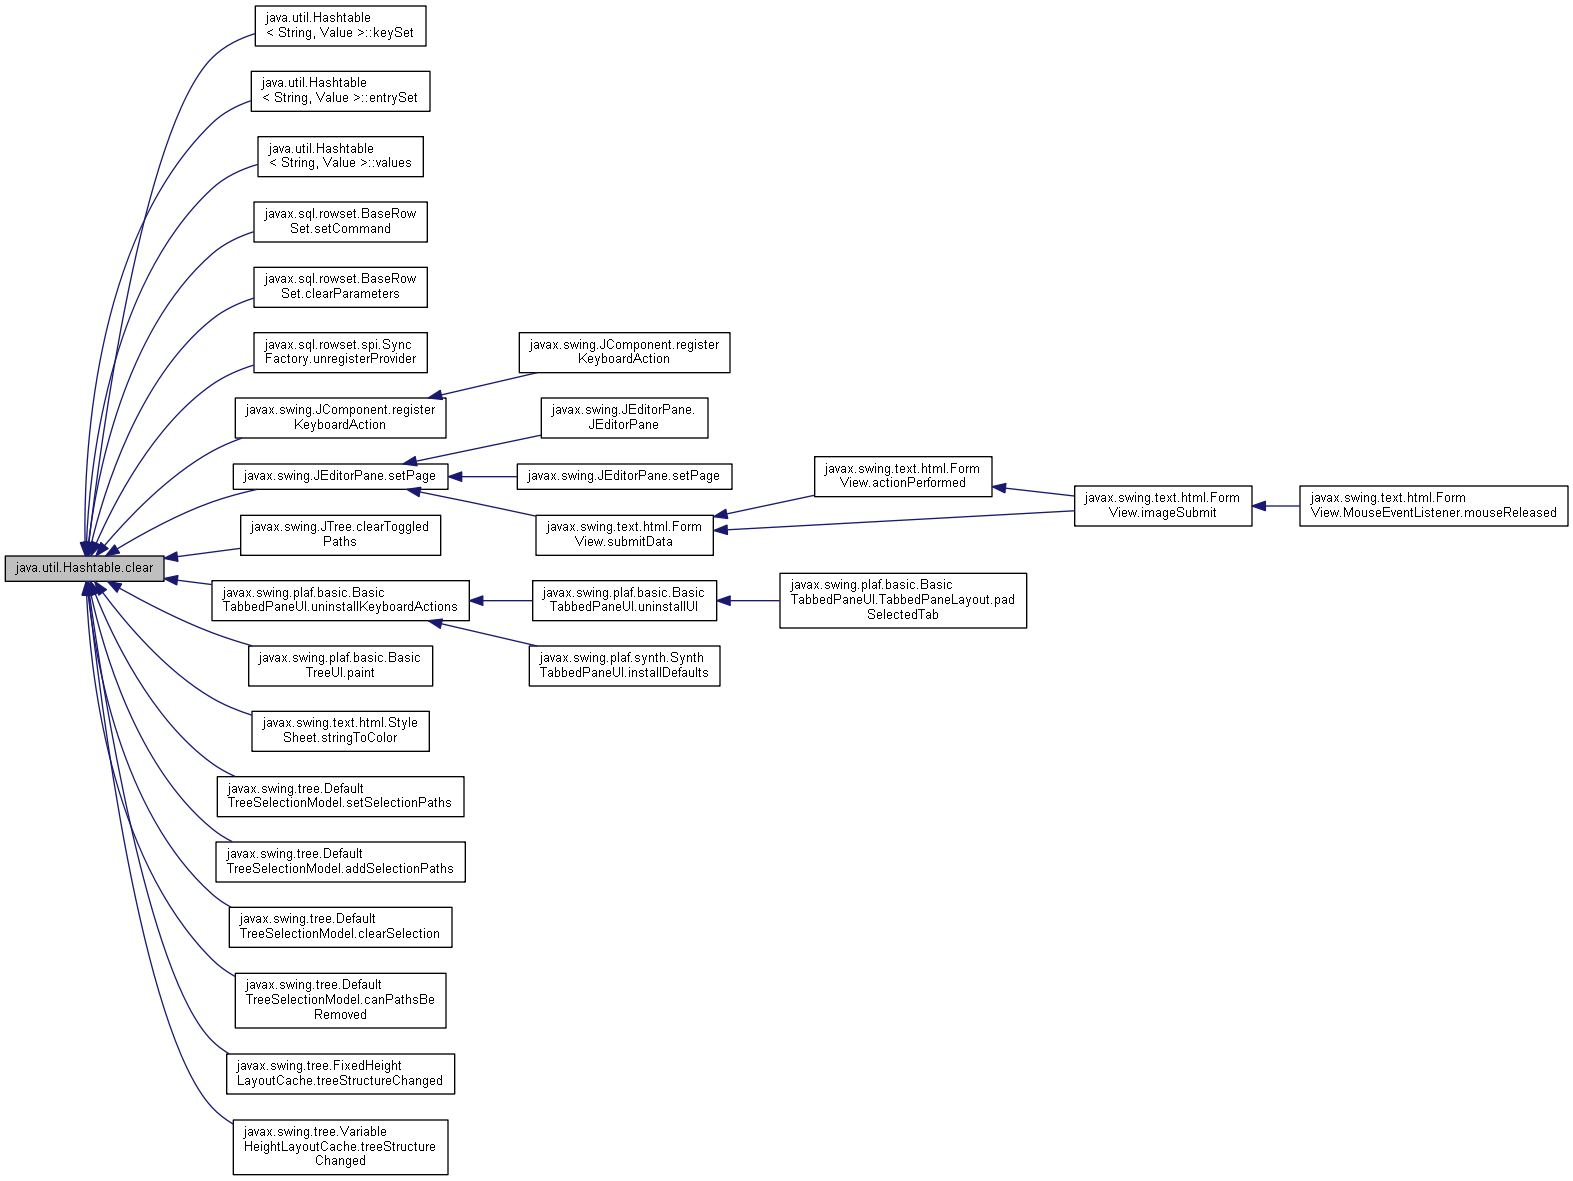 java.util.Hashtable
< String, Value >::keySet
java.util.Hashtable
< String, Value >::entrySet
java.util.Hashtable
< String, Value >::values
javax.sql.rowset.BaseRow
Set.setCommand
javax.sql.rowset.BaseRow
Set.clearParameters
javax.sql.rowset.spi.Sync
Factory.unregisterProvider
javax.swing.JComponent.register
KeyboardAction
javax.swing.JComponent.register
KeyboardAction
javax.swing.JEditorPane.
JEditorPane
javax.swing.JEditorPane.setPage
javax.swing.JEditorPane.setPage
javax.swing.text.html.Form
View.actionPerformed
javax.swing.text.html.Form
View.imageSubmit
javax.swing.text.html.Form
View.MouseEventListener.mouseReleased
javax.swing.JTree.clearToggled
Paths
javax.swing.text.html.Form
View.submitData
java.util.Hashtable.clear
javax.swing.plaf.basic.Basic
TabbedPaneUI.uninstallKeyboardActions
javax.swing.plaf.basic.Basic
TabbedPaneUI.uninstallUI
javax.swing.plaf.basic.Basic
TabbedPaneUI.TabbedPaneLayout.pad
SelectedTab
javax.swing.plaf.basic.Basic
TreeUI.paint
javax.swing.plaf.synth.Synth
TabbedPaneUI.installDefaults
javax.swing.text.html.Style
Sheet.stringToColor
javax.swing.tree.Default
TreeSelectionModel.setSelectionPaths
javax.swing.tree.Default
TreeSelectionModel.addSelectionPaths
javax.swing.tree.Default
TreeSelectionModel.clearSelection
javax.swing.tree.Default
TreeSelectionModel.canPathsBe
Removed
javax.swing.tree.FixedHeight
LayoutCache.treeStructureChanged
javax.swing.tree.Variable
HeightLayoutCache.treeStructure
Changed